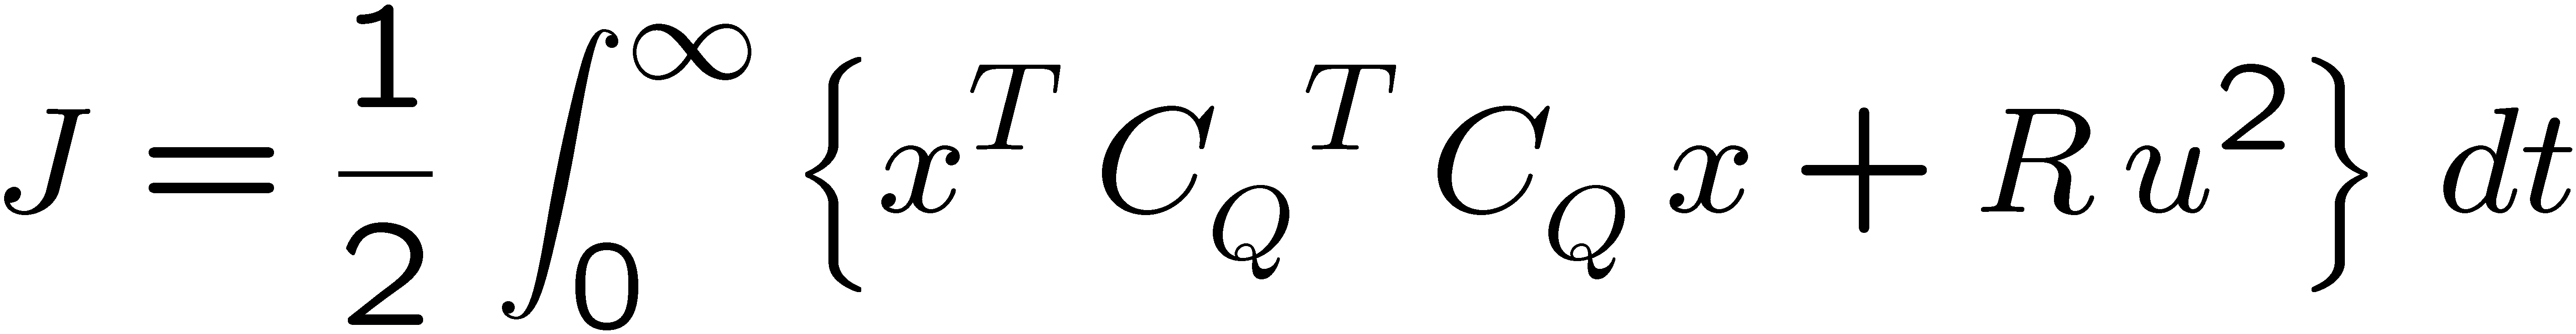 J = \frac{1}{2} \int_0^\infty \left\{ x^T C_Q^T C_Q x + R u^2 \right\} dt